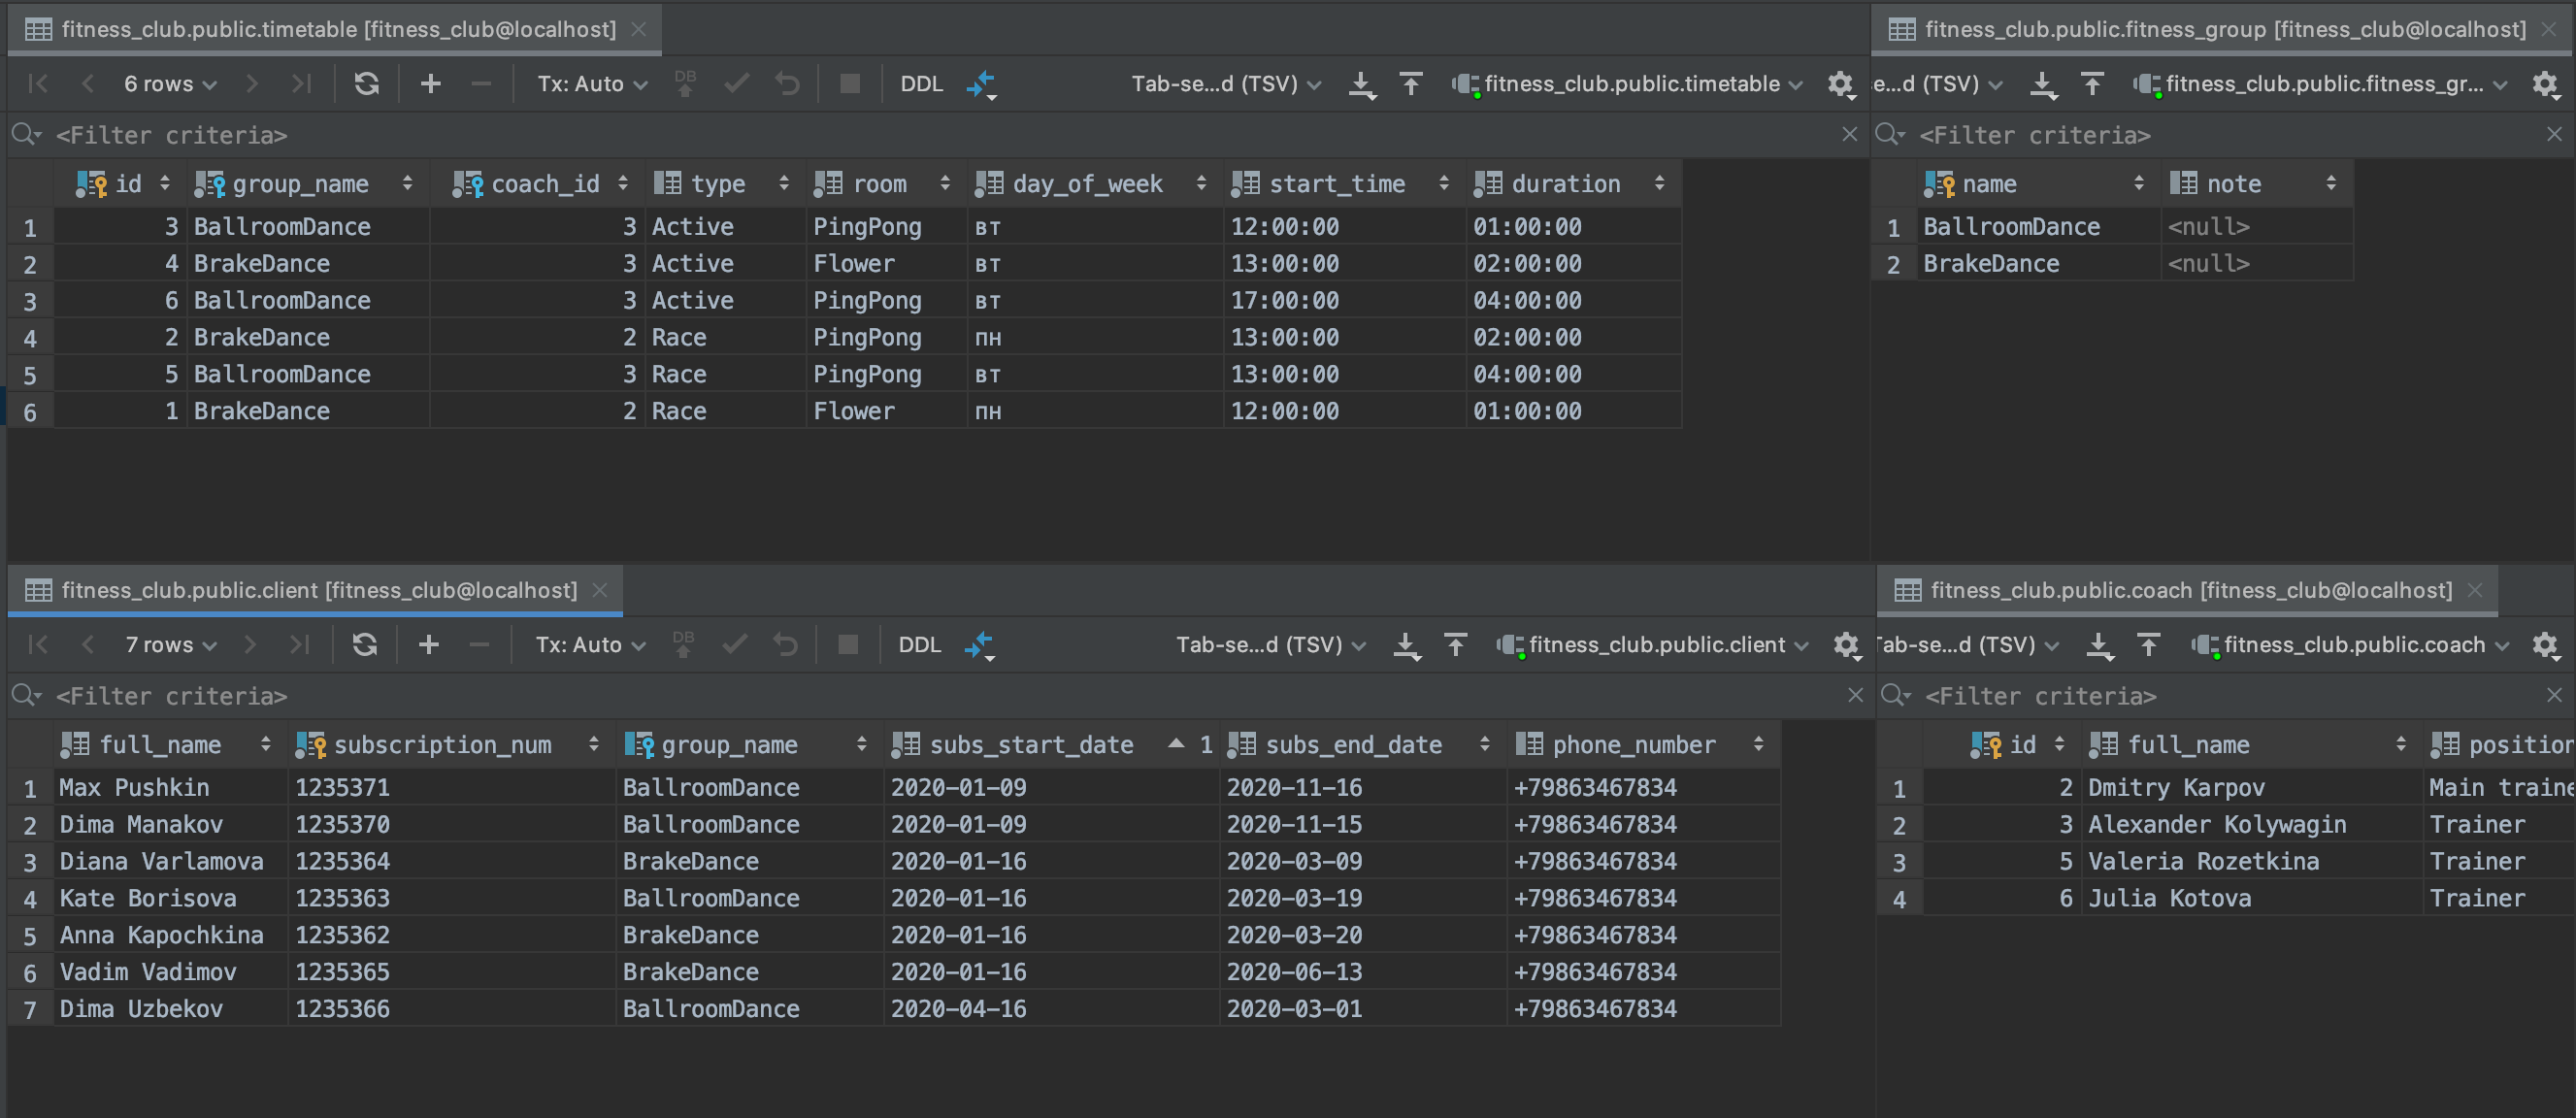 fitness_club.public.timetable [fitness_club@localhost]
6 rows Tx: Auto DB DDL Tab-se...d (TSV) fitness_club.public.timetable
<Filter criteria>
id group_name coach_id type room day_of_week start_time duration
1 3 BallroomDance 3 Active PingPong вт 12:00:00 01:00:00
2 4 BrakeDance 3 Active Flower вт 13:00:00 02:00:00
3 6 BallroomDance 3 Active PingPong вт 17:00:00 04:00:00
4 2 BrakeDance 2 Race PingPong пн 13:00:00 02:00:00
5 5 BallroomDance 3 Race PingPong вт 13:00:00 04:00:00
6 1 BrakeDance 2 Race Flower пн 12:00:00 01:00:00
fitness_club.public.fitness_group [fitness_club@localhost]
se...d (TSV) fitness_club.public.fitness_gr...
<Filter criteria>
name note
1 BallroomDance <null>
2 BrakeDance <null>
fitness_club.public.client [fitness_club@localhost]
7 rows Tx: Auto DB DDL Tab-se...d (TSV) fitness_club.public.client
<Filter criteria>
full_name subscription_num group_name subs_start_date 1 subs_end_date phone_number
1 Max Pushkin 1235371 BallroomDance 2020-01-09 2020-11-16 +79863467834
2 Dima Manakov 1235370 BallroomDance 2020-01-09 2020-11-15 +79863467834
3 Diana Varlamova 1235364 BrakeDance 2020-01-16 2020-03-09 +79863467834
4 Kate Borisova 1235363 BallroomDance 2020-01-16 2020-03-19 +79863467834
5 Anna Kapochkina 1235362 BrakeDance 2020-01-16 2020-03-20 +79863467834
6 Vadim Vadimov 1235365 BrakeDance 2020-01-16 2020-06-13 +79863467834
7 Dima Uzbekov 1235366 BallroomDance 2020-04-16 2020-03-01 +79863467834
fitness_club.public.coach [fitness_club@localhost]
Tab-se...d (TSV) fitness_club.public.coach
<Filter criteria>
id full_name position
1 2 Dmitry Karpov Main traine
2 3 Alexander Kolywagin Trainer
3 5 Valeria Rozetkina Trainer
4 6 Julia Kotova Trainer